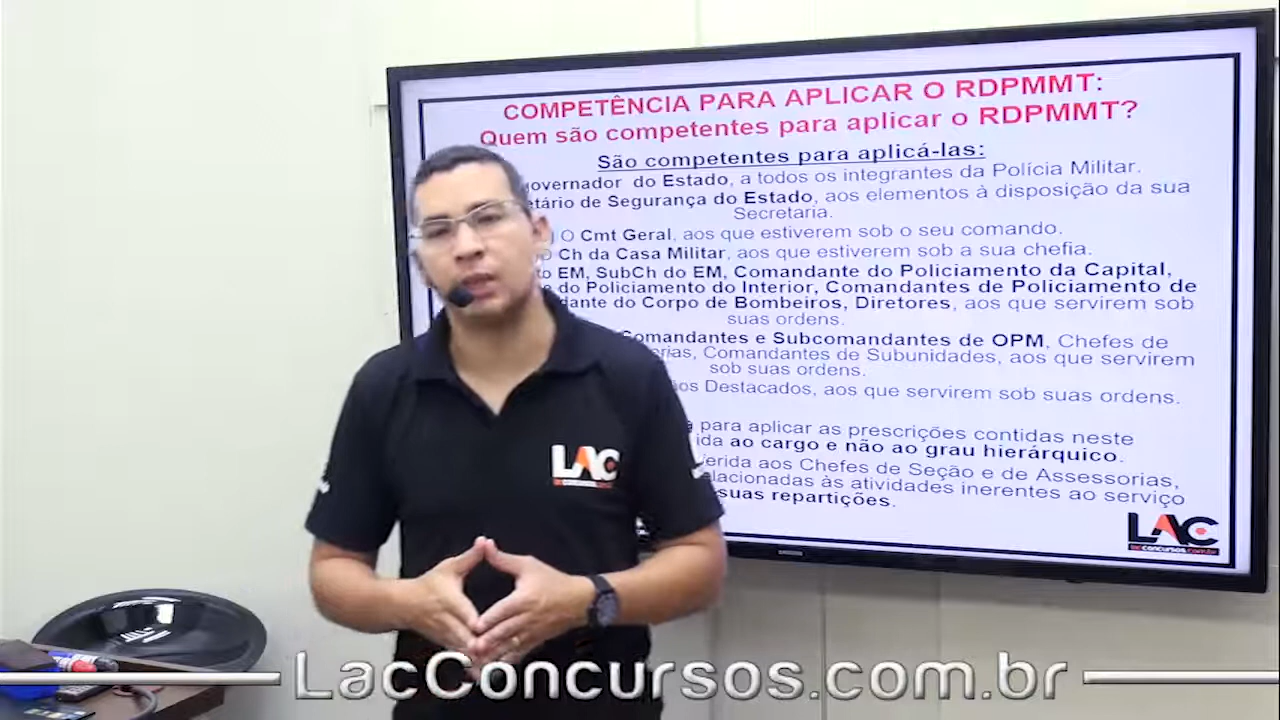 COMPETÊNCIA PARA APLICAR O RDPMMT:
Quem são competentes para aplicar o RDPMMT?
São competentes para aplicá-las:
governador do Estado, a todos os integrantes da Polícia Militar.
etário de Segurança do Estado, aos elementos à disposição da sua
Secretaria.
O Cmt Geral, aos que estiverem sob o seu comando.
Ch da Casa Militar, aos que estiverem sob a sua chefia.
EM, SubCh do EM, Comandante do Policiamento da Capital,
do Policiamento do Interior, Comandantes de Policiamento de
dante do Corpo de Bombeiros, Diretores, aos que servirem sob
suas ordens.
Comandantes e Subcomandantes de OPM, Chefes de
erias, Comandantes de Subunidades, aos que servirem
sob suas ordens.
Destacados, aos que servirem sob suas ordens.
para aplicar as prescrições contidas neste
ida ao cargo e não ao grau hierárquico.
ferida aos Chefes de Seção e de Assessorias,
elacionadas às atividades inerentes ao serviço
suas repartições.
LAC
lacconcursos.com.br
LAC
LacConcursos.com.br